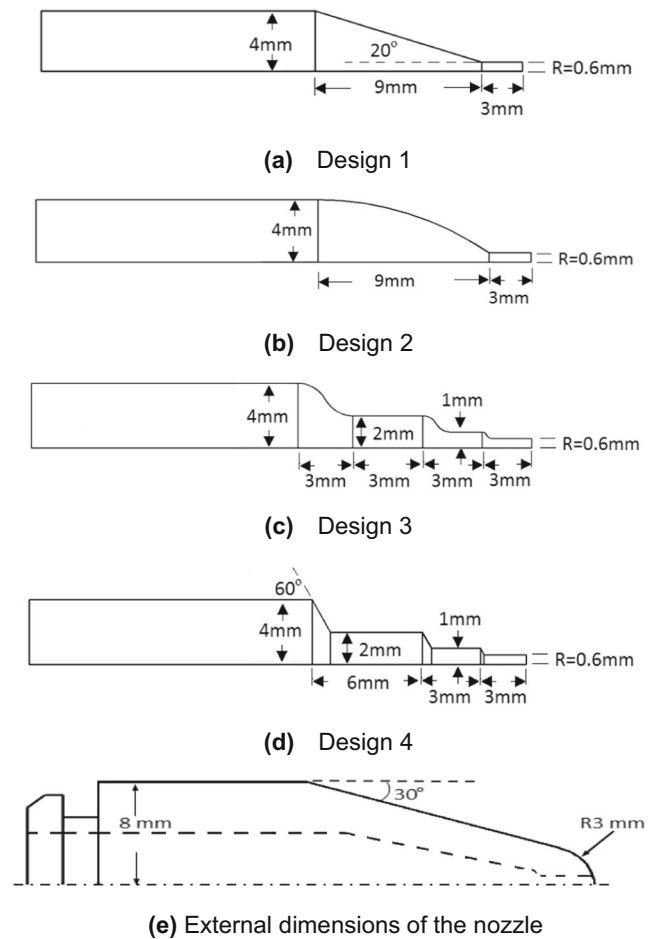 4mm
20°
R=0.6mm
9mm
3mm
(a) Design 1
4mm
R=0.6mm
9mm
3mm
(b) Design 2
4mm
1mm
2mm
R=0.6mm
3mm 3mm 3mm 3mm
(c) Design 3
60°
4mm
1mm
2mm
R=0.6mm
6mm 3mm 3mm
(d) Design 4
8 mm
30°
R3 mm
(e) External dimensions of the nozzle